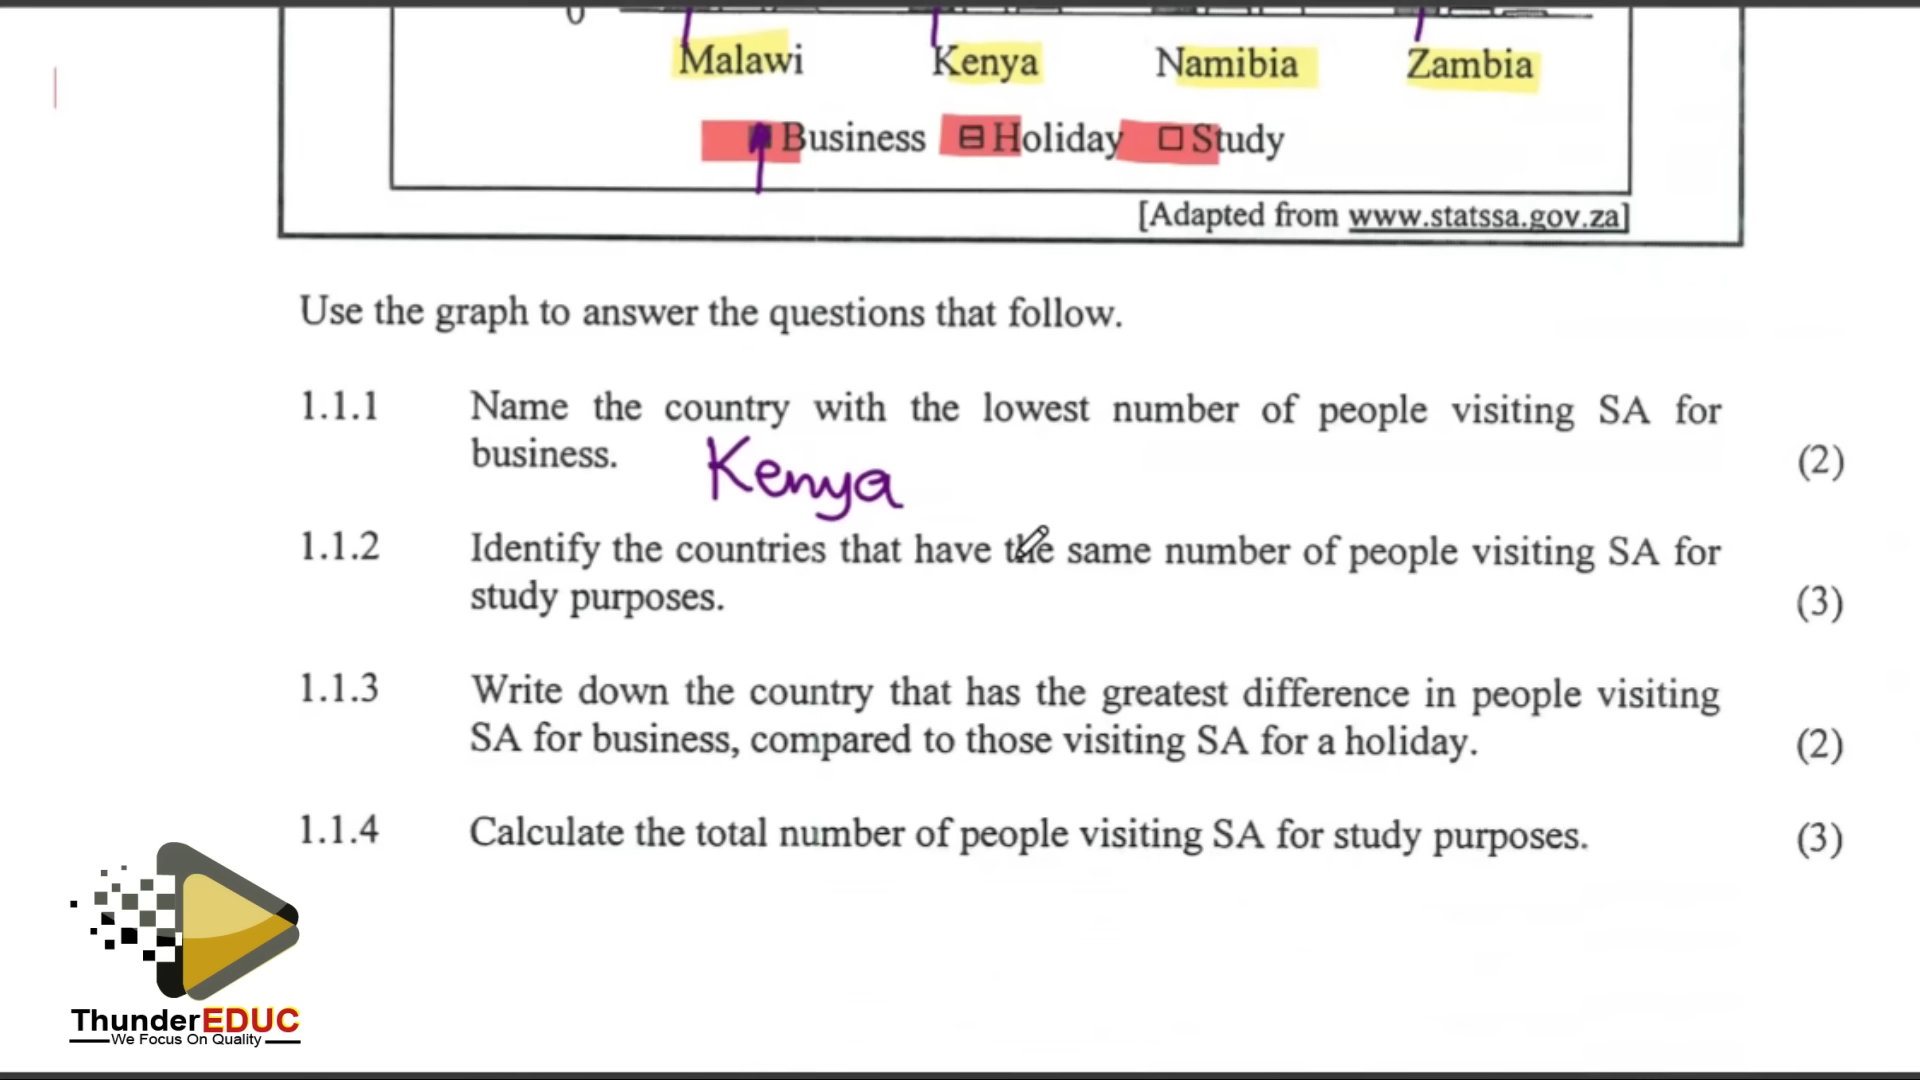 0
Malawi Kenya Namibia Zambia
Business Holiday Study
[Adapted from www.statssa.gov.za]
Use the graph to answer the questions that follow.
1.1.1 Name the country with the lowest number of people visiting SA for
business. Kenya (2)
1.1.2 Identify the countries that have the same number of people visiting SA for
study purposes. (3)
1.1.3 Write down the country that has the greatest difference in people visiting
SA for business, compared to those visiting SA for a holiday. (2)
1.1.4 Calculate the total number of people visiting SA for study purposes. (3)
ThunderEDUC
We Focus On Quality